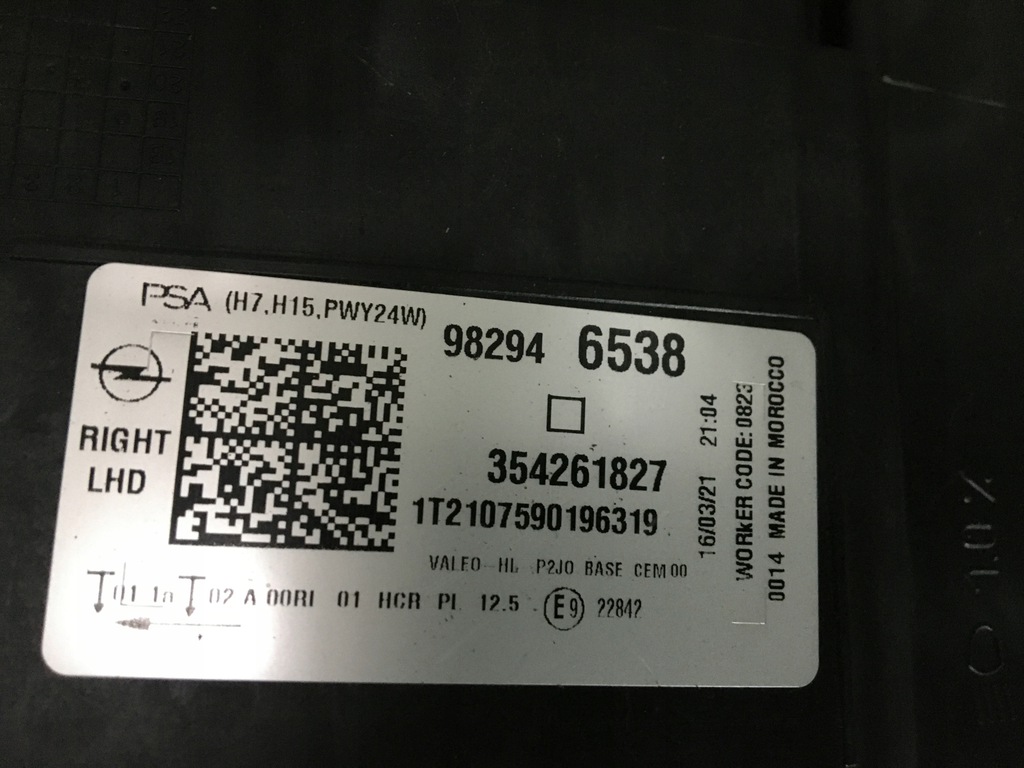 PSA (H7,H15,PWY24W)
98294 6538
RIGHT
LHD
354261827
1T2107590196319
VALEO HL P2JO BASE CEM 00
01 1a 02 A 00RI 01 HCR PL 12.5 E9 22842
16/03/21 21:04
WORKER CODE:0823
0014 MADE IN MOROCCO